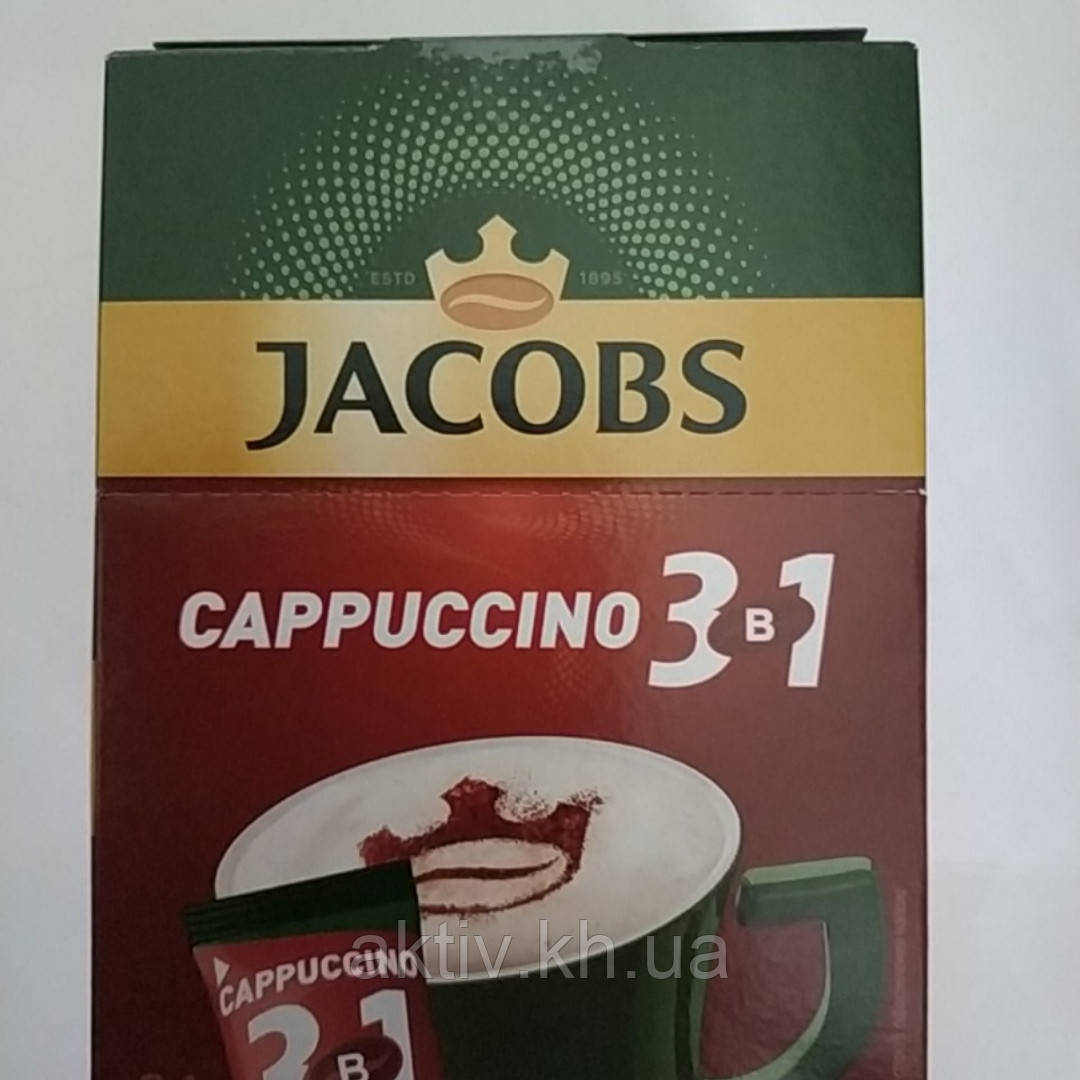 ESTD 1895
JACOBS
CAPPUCCINO 3 В 1
aktiv.kh.ua
CAPPUCCINO
3 В 1